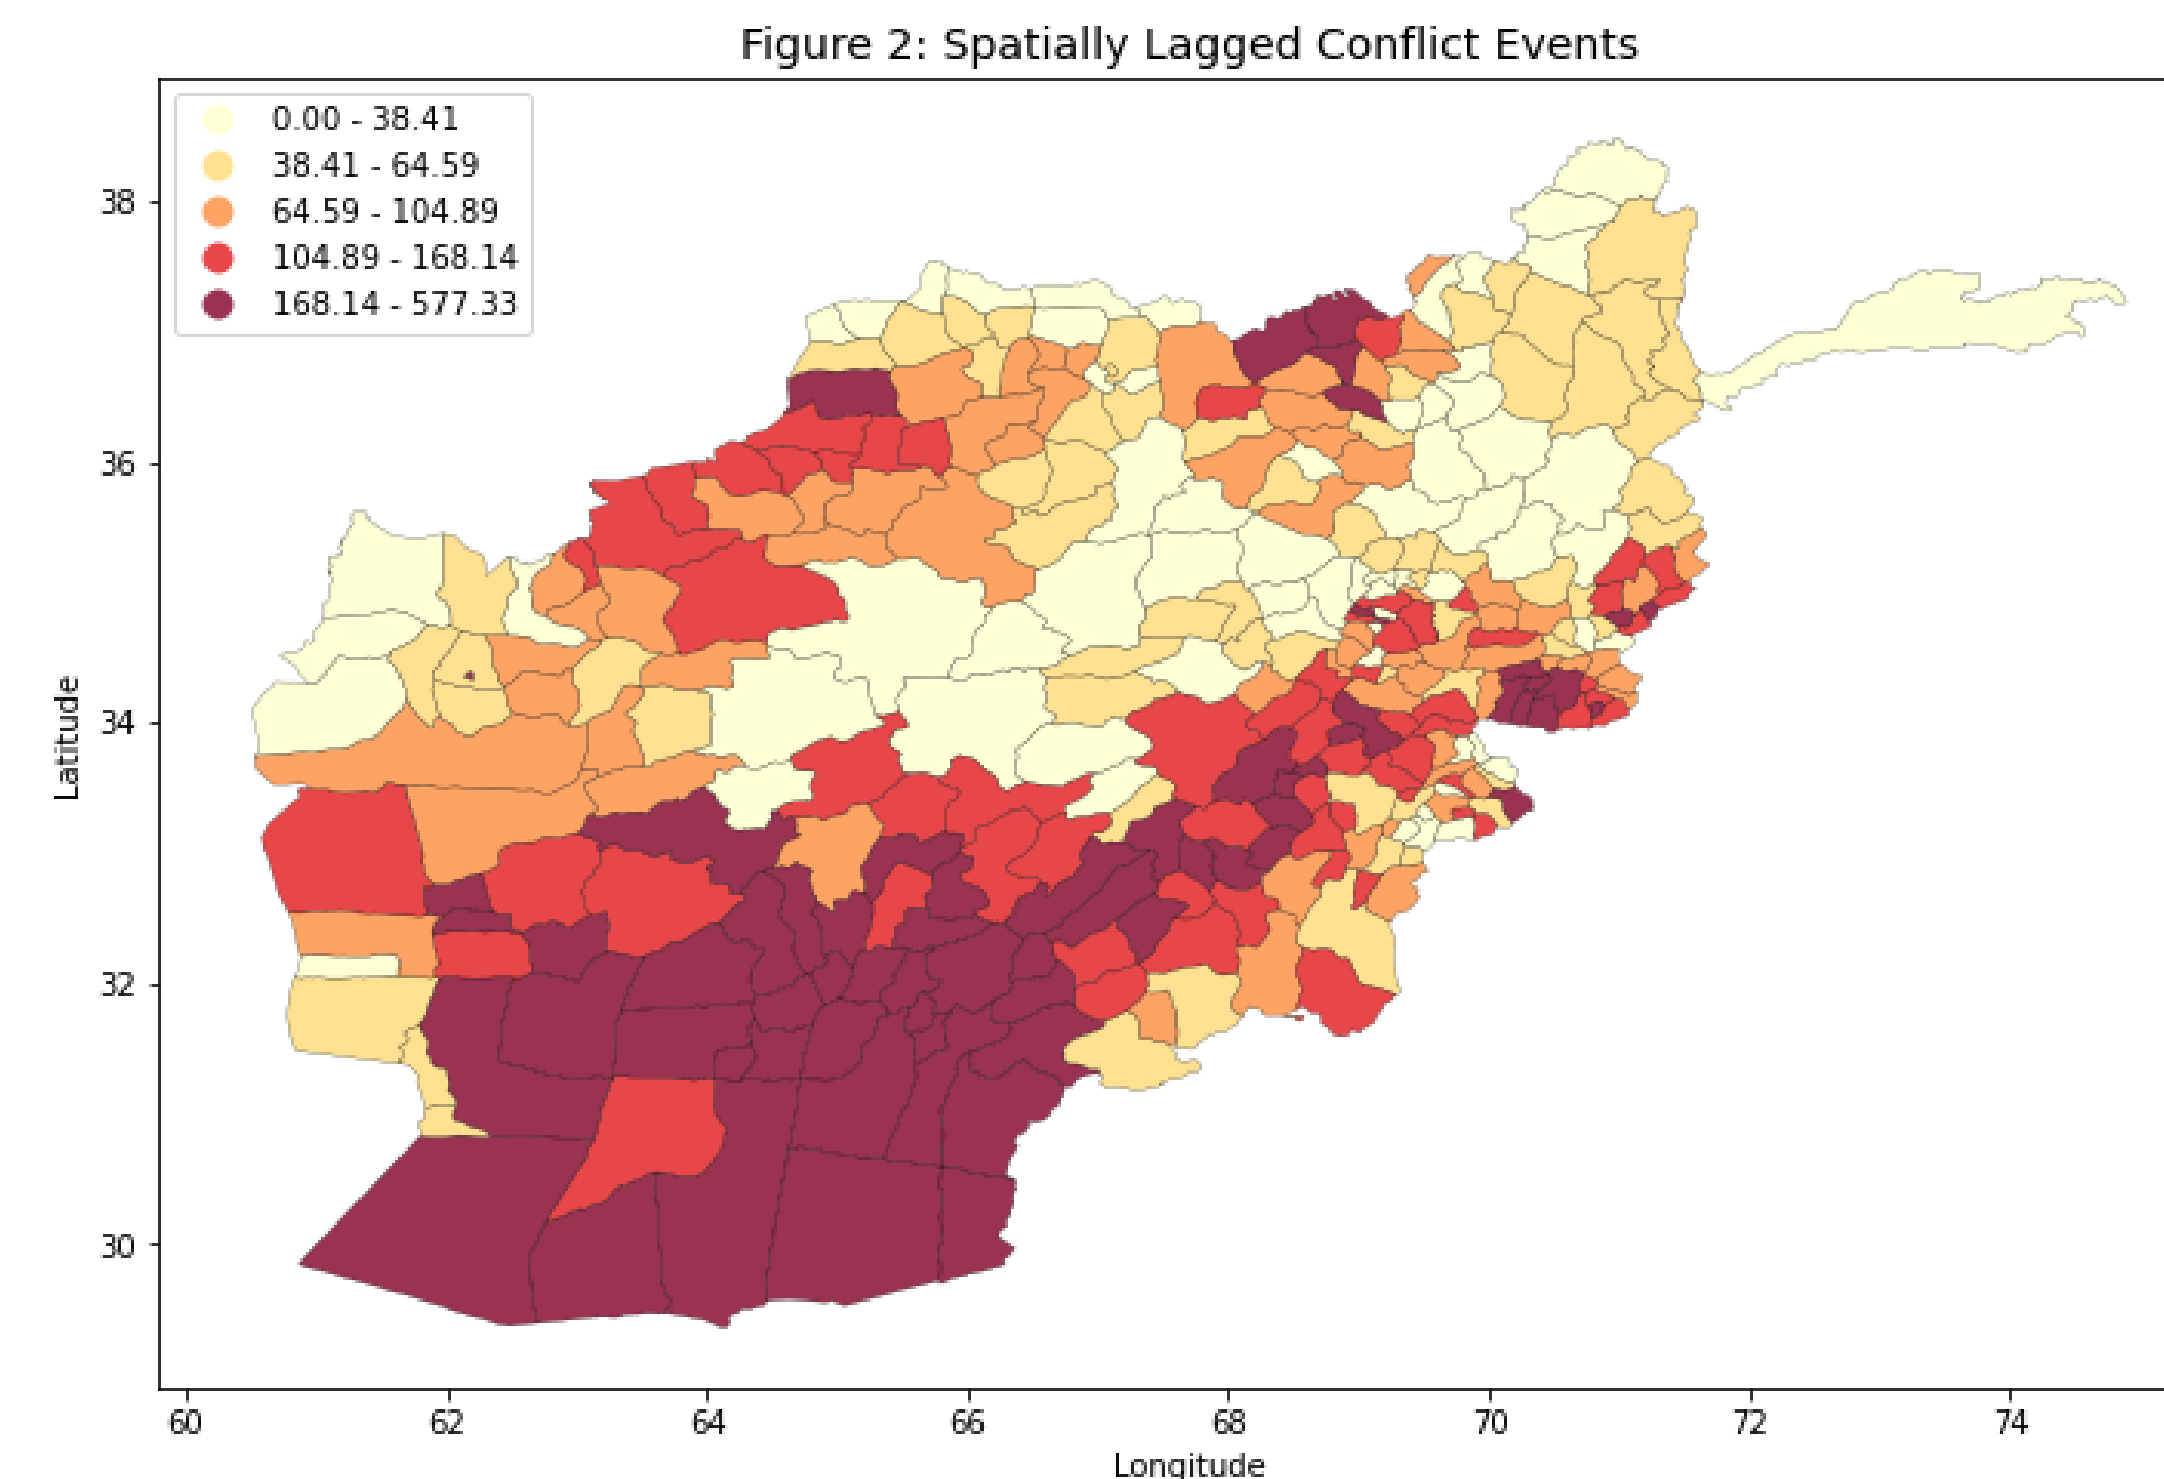 Figure 2: Spatially Lagged Conflict Events
0.00 - 38.41
38.41 - 64.59
64.59 - 104.89
104.89 - 168.14
168.14 - 577.33
38
36
34
32
30
Latitude
60 62 64 66 68 70 72 74
Longitude